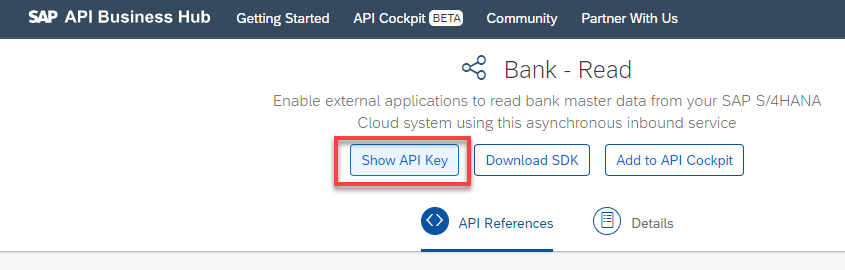 SAP API Business Hub Getting Started API Cockpit BETA Community Partner With Us
Bank - Read
Enable external applications to read bank master data from your SAP S/4HANA
Cloud system using this asynchronous inbound service
Show API Key Download SDK Add to API Cockpit
API References Details